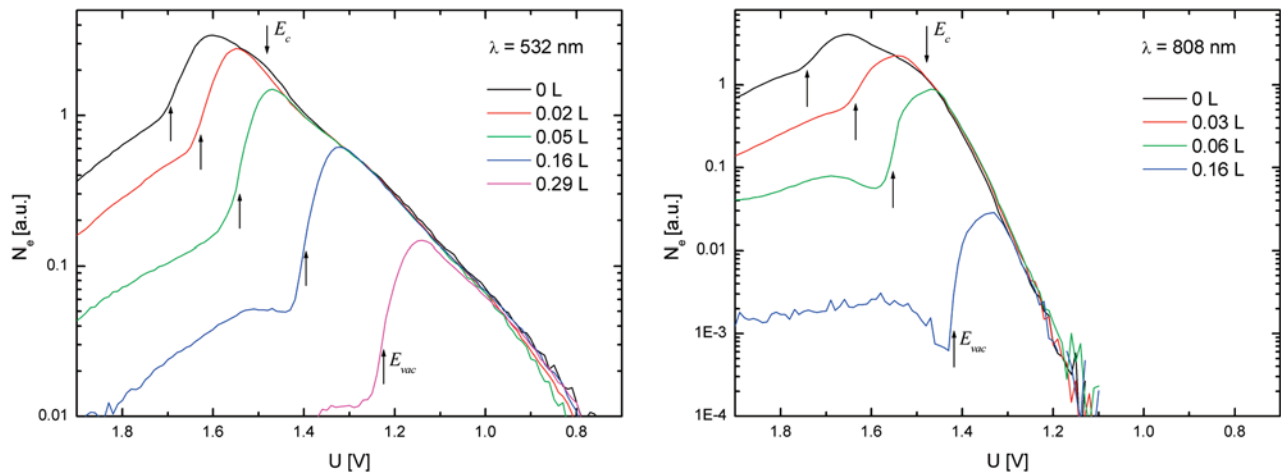 E_c
λ = 532 nm
0 L
0.02 L
0.05 L
0.16 L
0.29 L
E_vac
N_e [a.u.]
1
0.1
0.01
1.8 1.6 1.4 1.2 1.0 0.8
U [V]
E_c
λ = 808 nm
0 L
0.03 L
0.06 L
0.16 L
E_vac
N_e [a.u.]
10
1
0.1
0.01
1E-3
1E-4
1.8 1.6 1.4 1.2 1.0 0.8
U [V]